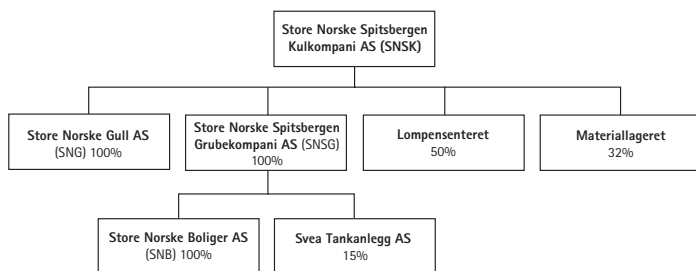 Store Norske Spitsbergen
Kulkompani AS (SNSK)
Store Norske Gull AS
(SNG) 100%
Store Norske Spitsbergen
Grubekompani AS (SNSG)
100%
Lompensenteret
50%
Materiallageret
32%
Store Norske Boliger AS
(SNB) 100%
Svea Tankanlegg AS
15%